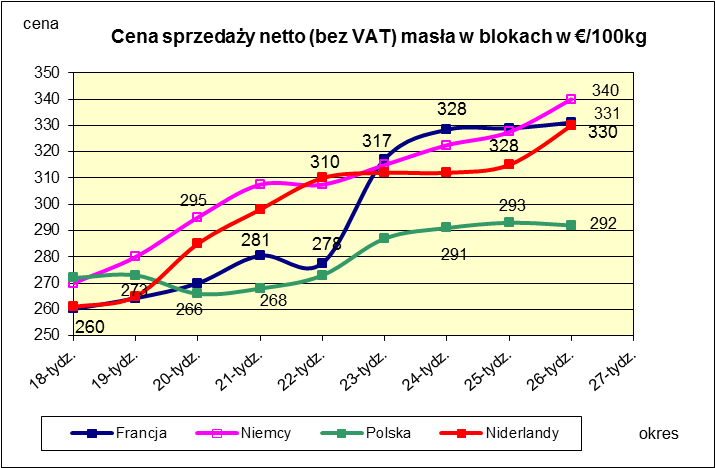 cena
Cena sprzedaży netto (bez VAT) masła w blokach w €/100kg
350
340
330
320
310
300
290
280
270
260
250
340
331
330
328
328
317
310
295
293
292
291
281
278
273
268
266
260
18-tydz.
19-tydz.
20-tydz.
21-tydz.
22-tydz.
23-tydz.
24-tydz.
25-tydz.
26-tydz.
27-tydz.
Francja Niemcy Polska Niderlandy
okres